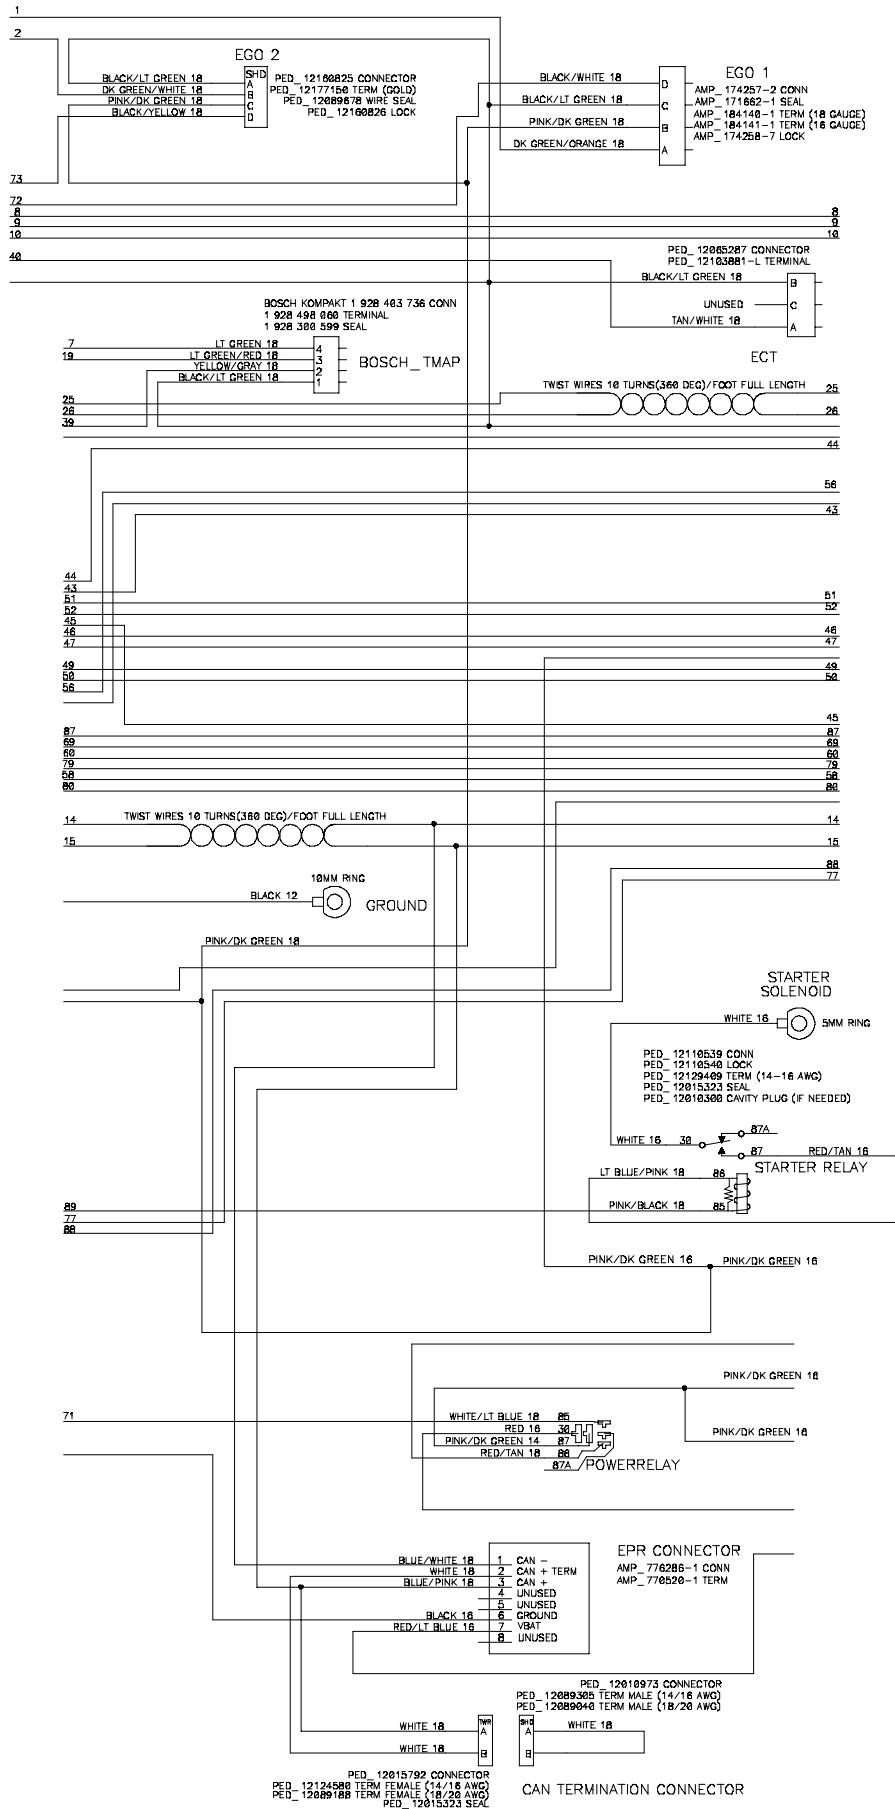 1
2
EGO 2
SHD
BLACK/LT GREEN 18 A
DK GREEN/WHITE 18 B
PINK/DK GREEN 18 C
BLACK/YELLOW 18 D
PED_ 12160825 CONNECTOR
PED_ 12177150 TERM (GOLD)
PED_ 12089678 WIRE SEAL
PED_ 12160826 LOCK
EGO 1
BLACK/WHITE 18 D
BLACK/LT GREEN 18 C
PINK/DK GREEN 18 B
DK GREEN/ORANGE 18 A
AMP_ 174257-2 CONN
AMP_ 171662-1 SEAL
AMP_ 184140-1 TERM (18 GAUGE)
AMP_ 184141-1 TERM (16 GAUGE)
AMP_ 174258-7 LOCK
73
72
8 8
9 9
10 10
40
PED_ 12065287 CONNECTOR
PED_ 12103881-L TERMINAL
BLACK/LT GREEN 18 B
UNUSED C
TAN/WHITE 18 A
ECT
BOSCH KOMPAKT 1 928 403 736 CONN
1 928 498 060 TERMINAL
1 928 300 599 SEAL
7 LT GREEN 18 4
19 LT GREEN/RED 18 3
YELLOW/GRAY 18 2
BLACK/LT GREEN 18 1
BOSCH_TMAP
TWIST WIRES 10 TURNS(360 DEG)/FOOT FULL LENGTH
25 25
26 26
39
44
56
43
44
43
51 51
52 52
45
46 46
47 47
49 49
50 50
56
45
87 87
69 69
60 60
79 79
58 58
80 80
TWIST WIRES 10 TURNS(360 DEG)/FOOT FULL LENGTH
14 14
15 15
88
77
10MM RING
BLACK 12
GROUND
PINK/DK GREEN 18
STARTER
SOLENOID
WHITE 16
5MM RING
PED_ 12110539 CONN
PED_ 12110540 LOCK
PED_ 12129409 TERM (14-16 AWG)
PED_ 12015323 SEAL
PED_ 12010300 CAVITY PLUG (IF NEEDED)
87A
WHITE 16 30
87 RED/TAN 16
STARTER RELAY
LT BLUE/PINK 18 86
PINK/BLACK 18 85
89
77
88
PINK/DK GREEN 16 PINK/DK GREEN 16
PINK/DK GREEN 16
71
WHITE/LT BLUE 18 85
RED 16 30
PINK/DK GREEN 14 87
RED/TAN 18 86
87A
POWERRELAY
PINK/DK GREEN 16
EPR CONNECTOR
AMP_ 776286-1 CONN
AMP_ 770520-1 TERM
BLUE/WHITE 18 1 CAN -
WHITE 18 2 CAN + TERM
BLUE/PINK 18 3 CAN +
4 UNUSED
5 UNUSED
BLACK 16 6 GROUND
RED/LT BLUE 16 7 VBAT
8 UNUSED
PED_ 12010973 CONNECTOR
PED_ 12089305 TERM MALE (14/16 AWG)
PED_ 12089040 TERM MALE (18/20 AWG)
TWR SHD
WHITE 18 A A WHITE 18
WHITE 18 B B
PED_ 12015792 CONNECTOR
PED_ 12124580 TERM FEMALE (14/16 AWG)
PED_ 12089188 TERM FEMALE (18/20 AWG)
PED_ 12015323 SEAL
CAN TERMINATION CONNECTOR